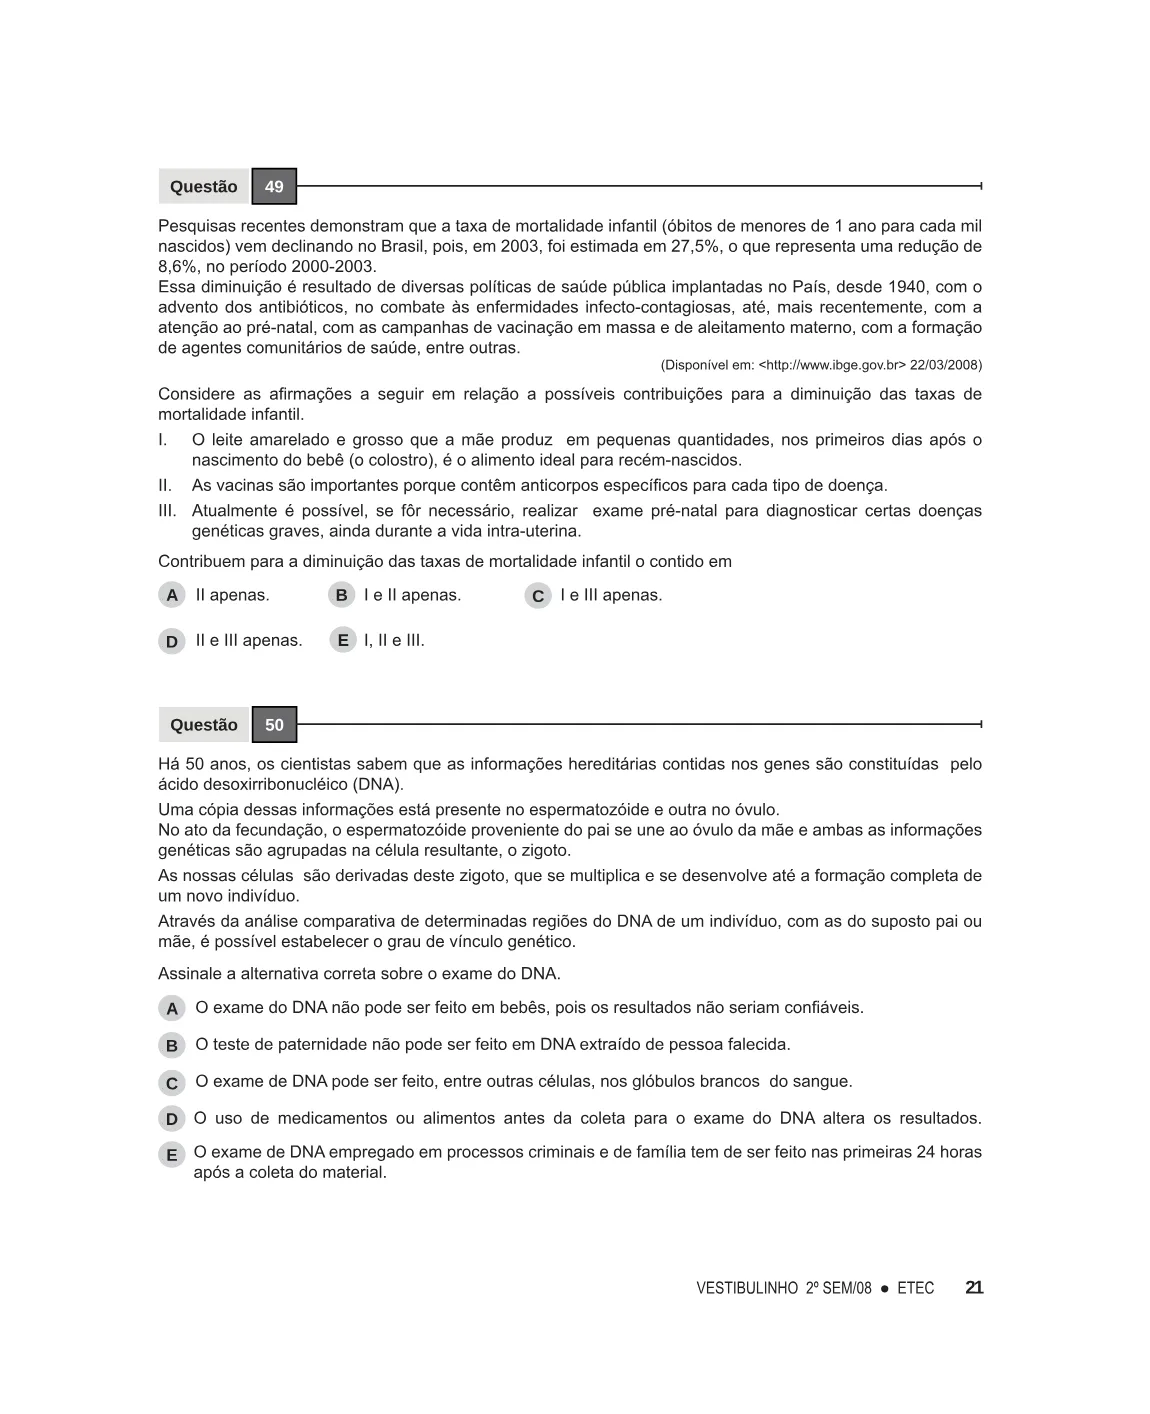 Questão 49
Pesquisas recentes demonstram que a taxa de mortalidade infantil (óbitos de menores de 1 ano para cada mil
nascidos) vem declinando no Brasil, pois, em 2003, foi estimada em 27,5%, o que representa uma redução de
8,6%, no período 2000-2003.
Essa diminuição é resultado de diversas políticas de saúde pública implantadas no País, desde 1940, com o
advento dos antibióticos, no combate às enfermidades infecto-contagiosas, até, mais recentemente, com a
atenção ao pré-natal, com as campanhas de vacinação em massa e de aleitamento materno, com a formação
de agentes comunitários de saúde, entre outras.
(Disponível em: <http://www.ibge.gov.br> 22/03/2008)
Considere as afirmações a seguir em relação a possíveis contribuições para a diminuição das taxas de
mortalidade infantil.
I. O leite amarelado e grosso que a mãe produz em pequenas quantidades, nos primeiros dias após o
nascimento do bebê (o colostro), é o alimento ideal para recém-nascidos.
II. As vacinas são importantes porque contêm anticorpos específicos para cada tipo de doença.
III. Atualmente é possível, se fôr necessário, realizar exame pré-natal para diagnosticar certas doenças
genéticas graves, ainda durante a vida intra-uterina.
Contribuem para a diminuição das taxas de mortalidade infantil o contido em
A II apenas. B I e II apenas. C I e III apenas.
D II e III apenas. E I, II e III.
Questão 50
Há 50 anos, os cientistas sabem que as informações hereditárias contidas nos genes são constituídas pelo
ácido desoxirribonucléico (DNA).
Uma cópia dessas informações está presente no espermatozóide e outra no óvulo.
No ato da fecundação, o espermatozóide proveniente do pai se une ao óvulo da mãe e ambas as informações
genéticas são agrupadas na célula resultante, o zigoto.
As nossas células são derivadas deste zigoto, que se multiplica e se desenvolve até a formação completa de
um novo indivíduo.
Através da análise comparativa de determinadas regiões do DNA de um indivíduo, com as do suposto pai ou
mãe, é possível estabelecer o grau de vínculo genético.
Assinale a alternativa correta sobre o exame do DNA.
A O exame do DNA não pode ser feito em bebês, pois os resultados não seriam confiáveis.
B O teste de paternidade não pode ser feito em DNA extraído de pessoa falecida.
C O exame de DNA pode ser feito, entre outras células, nos glóbulos brancos do sangue.
D O uso de medicamentos ou alimentos antes da coleta para o exame do DNA altera os resultados.
E O exame de DNA empregado em processos criminais e de família tem de ser feito nas primeiras 24 horas
após a coleta do material.
VESTIBULINHO 2º SEM/08 ● ETEC 21